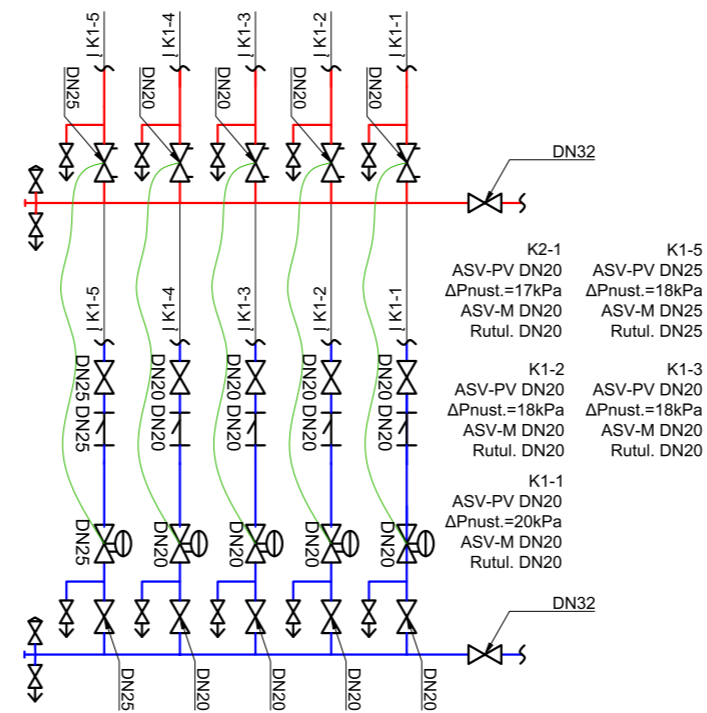 ⌊ K1-5
⌊ K1-4
⌊ K1-3
⌊ K1-2
⌊ K1-1
DN25
DN20
DN20
DN20
DN20
DN32
⌊ K1-5
⌊ K1-4
⌊ K1-3
⌊ K1-2
⌊ K1-1
K2-1
ASV-PV DN20
ΔPnust.=17kPa
ASV-M DN20
Rutul. DN20
K1-5
ASV-PV DN25
ΔPnust.=18kPa
ASV-M DN25
Rutul. DN25
K1-2
ASV-PV DN20
ΔPnust.=18kPa
ASV-M DN20
Rutul. DN20
K1-3
ASV-PV DN20
ΔPnust.=18kPa
ASV-M DN20
Rutul. DN20
K1-1
ASV-PV DN20
ΔPnust.=20kPa
ASV-M DN20
Rutul. DN20
DN25 DN25
DN20 DN20
DN20 DN20
DN20 DN20
DN20 DN20
DN25
DN20
DN20
DN20
DN20
DN32
DN25
DN20
DN20
DN20
DN20